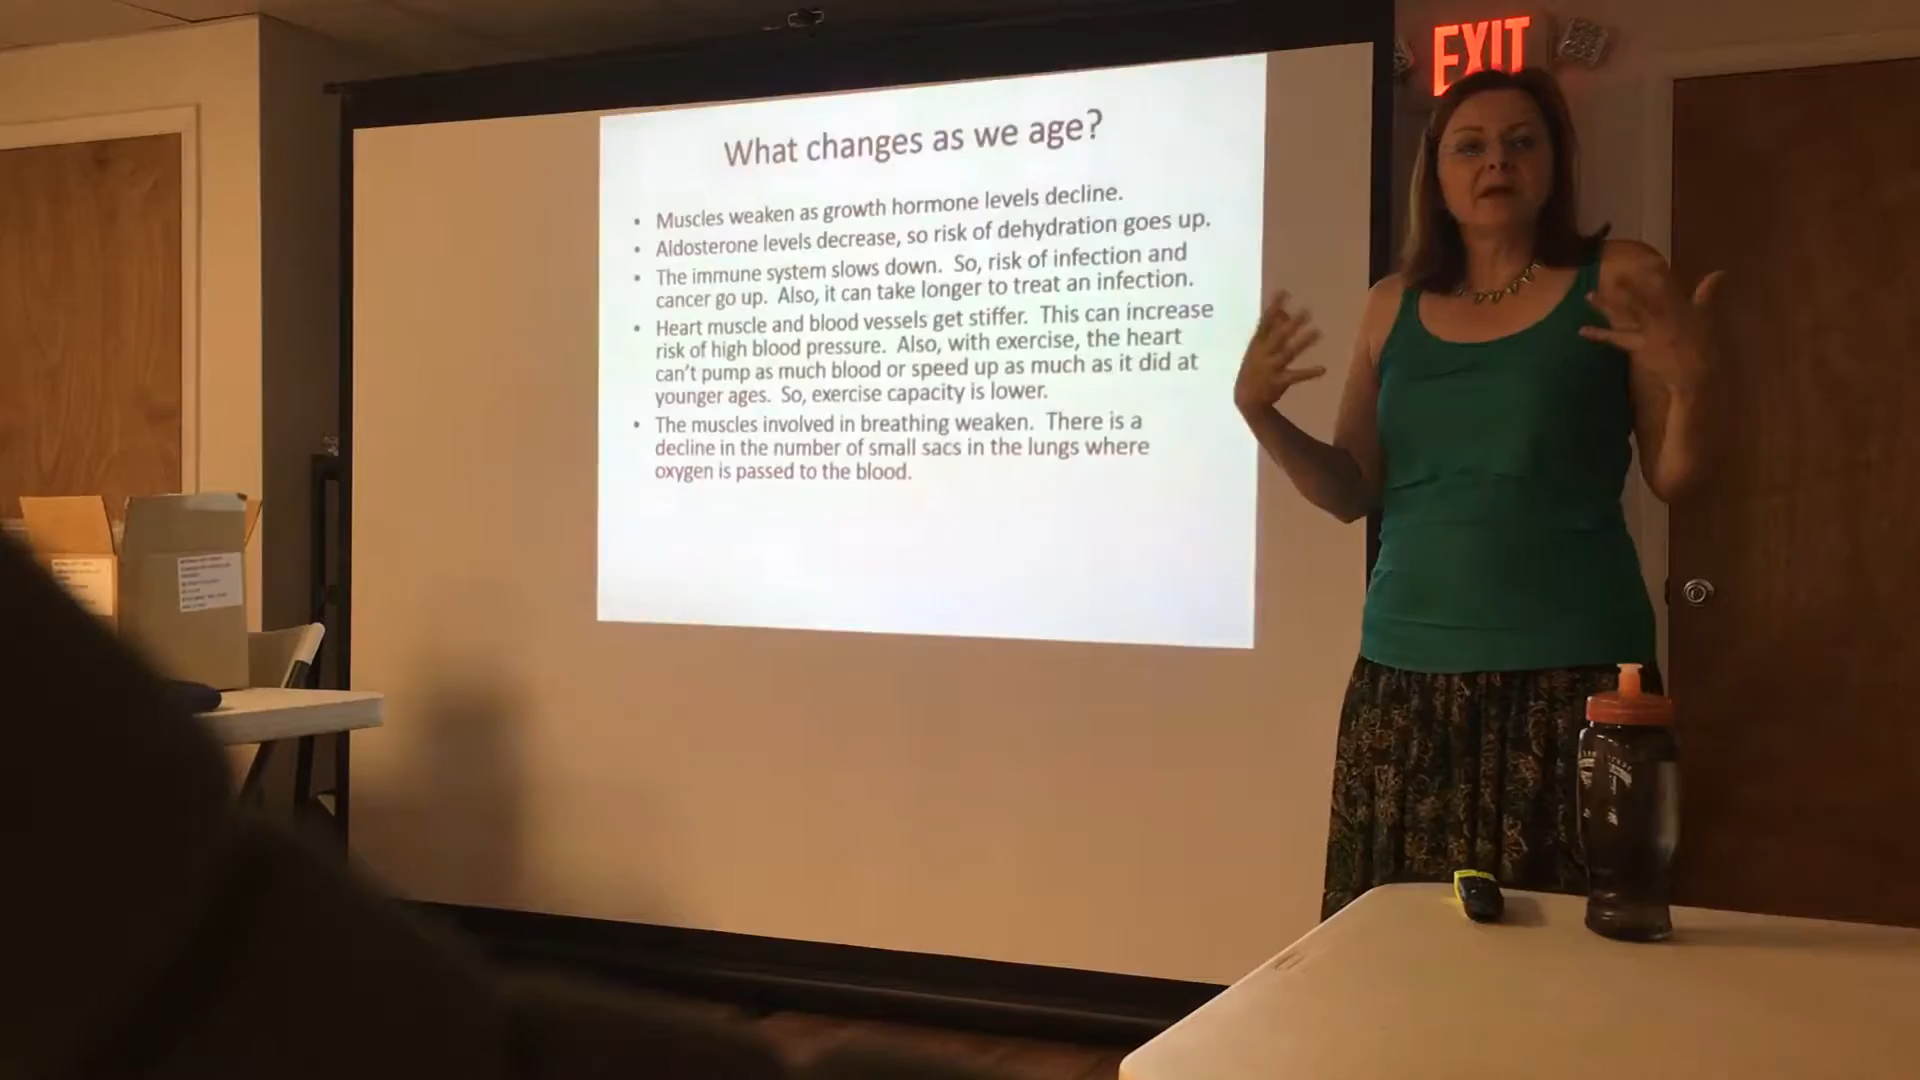 EXIT
What changes as we age?
• Muscles weaken as growth hormone levels decline.
• Aldosterone levels decrease, so risk of dehydration goes up.
• The immune system slows down. So, risk of infection and
cancer go up. Also, it can take longer to treat an infection.
• Heart muscle and blood vessels get stiffer. This can increase
risk of high blood pressure. Also, with exercise, the heart
can't pump as much blood or speed up as much as it did at
younger ages. So, exercise capacity is lower.
• The muscles involved in breathing weaken. There is a
decline in the number of small sacs in the lungs where
oxygen is passed to the blood.